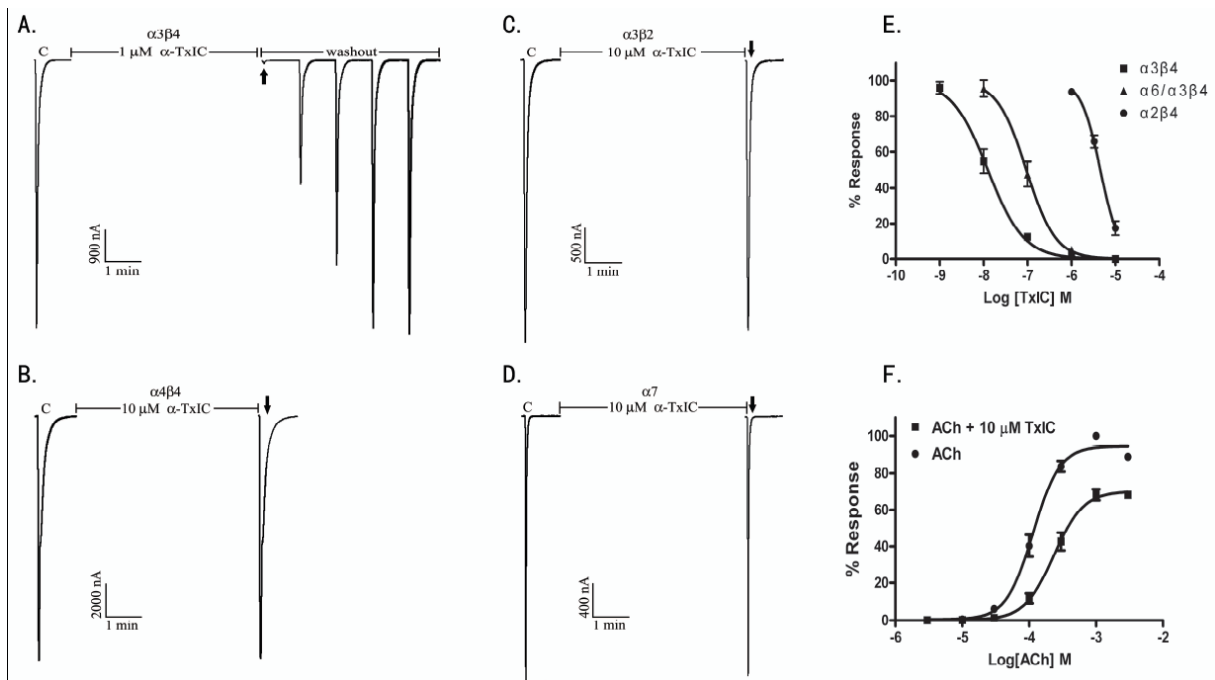 A.
α3β4
C
1 μM α-TxIC
washout
900 nA
1 min
B.
α4β4
C
10 μM α-TxIC
2000 nA
1 min
C.
α3β2
C
10 μM α-TxIC
500 nA
1 min
D.
α7
C
10 μM α-TxIC
400 nA
1 min
E.
α3β4
α6/α3β4
α2β4
% Response
100
80
60
40
20
0
-10 -9 -8 -7 -6 -5 -4
Log [TxIC] M
F.
ACh + 10 μM TxIC
ACh
% Response
100
80
60
40
20
0
-6 -5 -4 -3 -2
Log[ACh] M